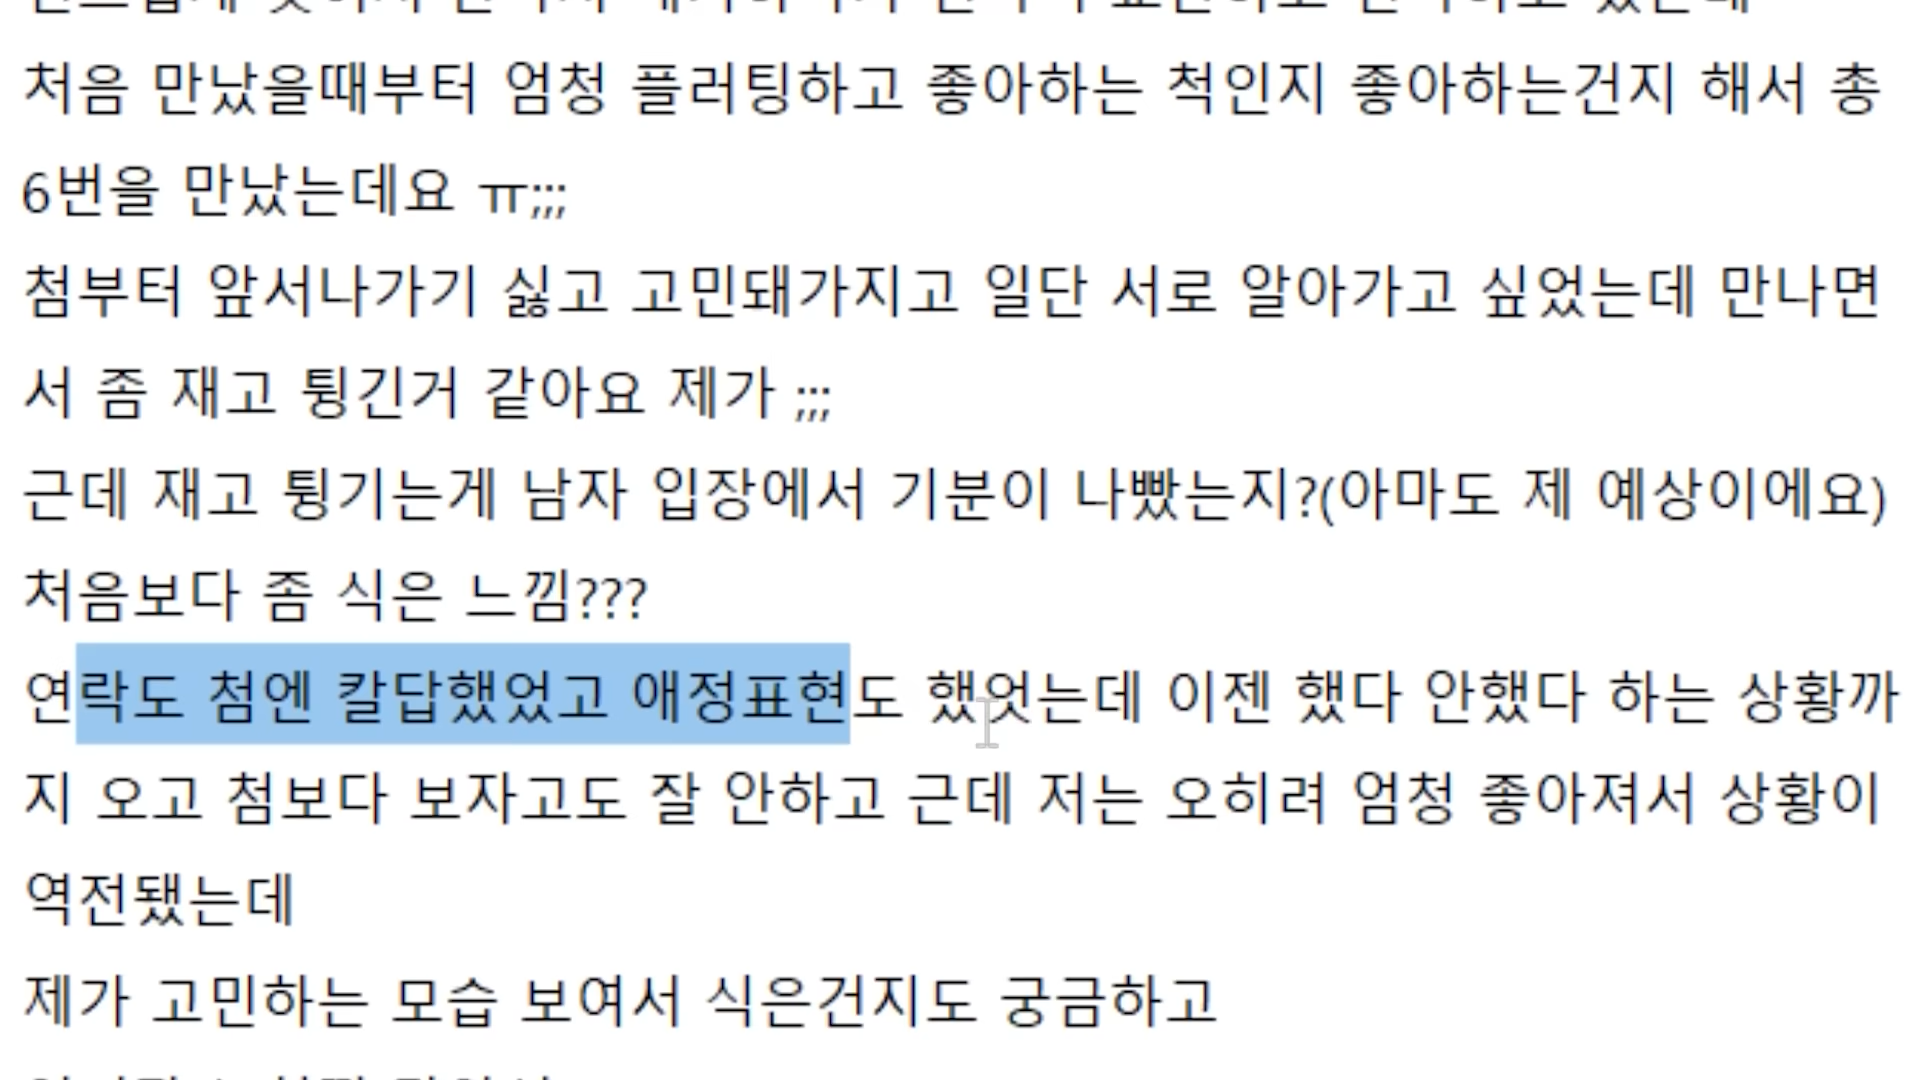 처음 만났을때부터 엄청 플러팅하고 좋아하는 척인지 좋아하는건지 해서 총
6번을 만났는데요 ㅠ;;;
첨부터 앞서나가기 싫고 고민돼가지고 일단 서로 알아가고 싶었는데 만나면
서 좀 재고 튕긴거 같아요 제가 ;;;
근데 재고 튕기는게 남자 입장에서 기분이 나빴는지?(아마도 제 예상이에요)
처음보다 좀 식은 느낌???
연락도 첨엔 칼답했었고 애정표현도 했엇는데 이젠 했다 안했다 하는 상황까
지 오고 첨보다 보자고도 잘 안하고 근데 저는 오히려 엄청 좋아져서 상황이
역전됐는데
제가 고민하는 모습 보여서 식은건지도 궁금하고